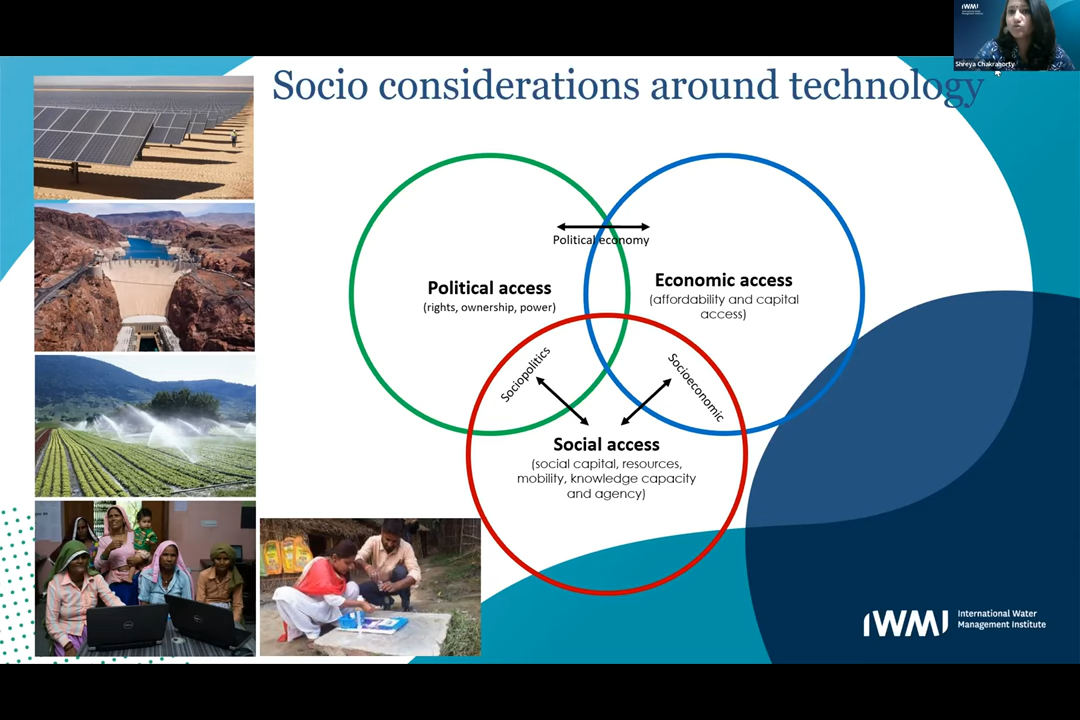 IWMI
Shreya Chakraborty
Socio considerations around technology
Political economy
Political access
(rights, ownership, power)
Economic access
(affordability and capital
access)
Sociopolitics
Socioeconomic
Social access
(social capital, resources,
mobility, knowledge capacity
and agency)
IWMI
International Water
Management Institute